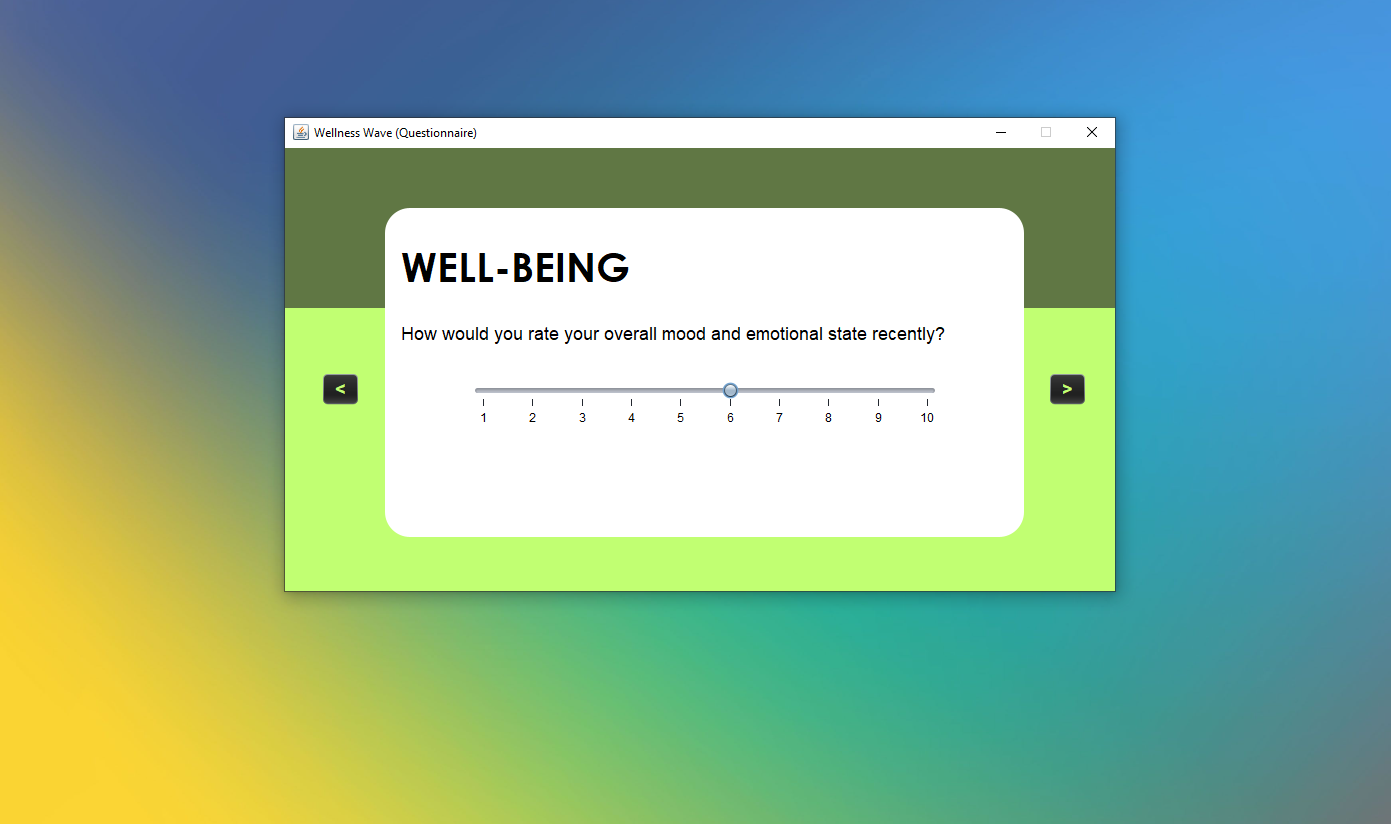 Wellness Wave (Questionnaire)
WELL-BEING
How would you rate your overall mood and emotional state recently?
< >
1 2 3 4 5 6 7 8 9 10